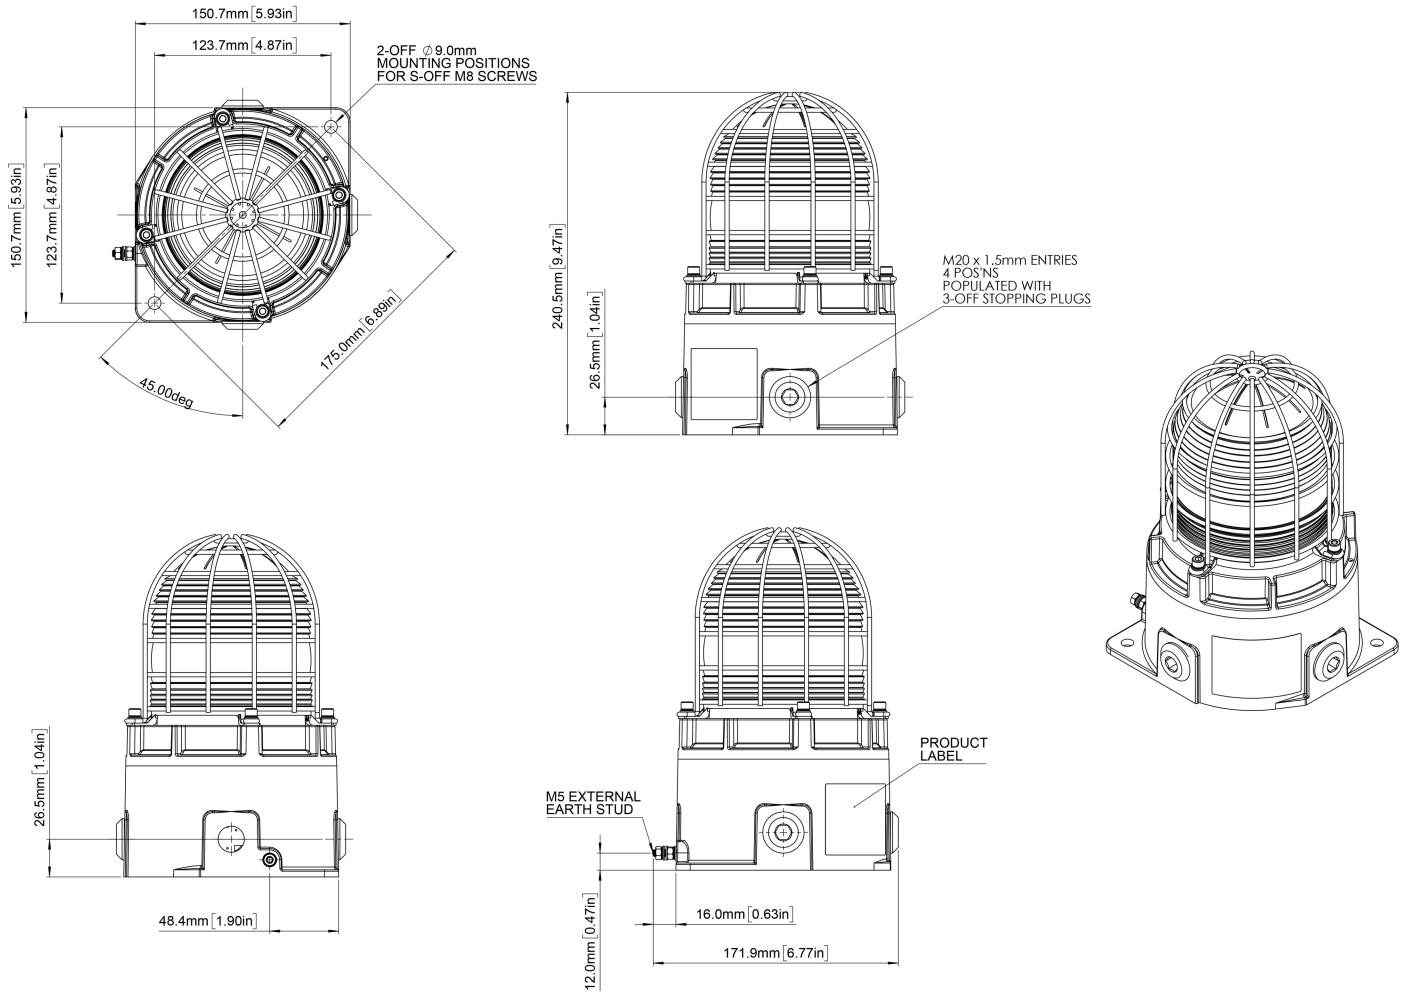 150.7mm[5.93in]
123.7mm[4.87in]
2-OFF ∅9.0mm
MOUNTING POSITIONS
FOR S-OFF M8 SCREWS
150.7mm[5.93in]
123.7mm[4.87in]
175.0mm[6.89in]
45.00deg
240.5mm[9.47in]
26.5mm[1.04in]
M20 x 1.5mm ENTRIES
4 POS'NS
POPULATED WITH
3-OFF STOPPING PLUGS
26.5mm[1.04in]
48.4mm[1.90in]
M5 EXTERNAL
EARTH STUD
PRODUCT
LABEL
12.0mm[0.47in]
16.0mm[0.63in]
171.9mm[6.77in]